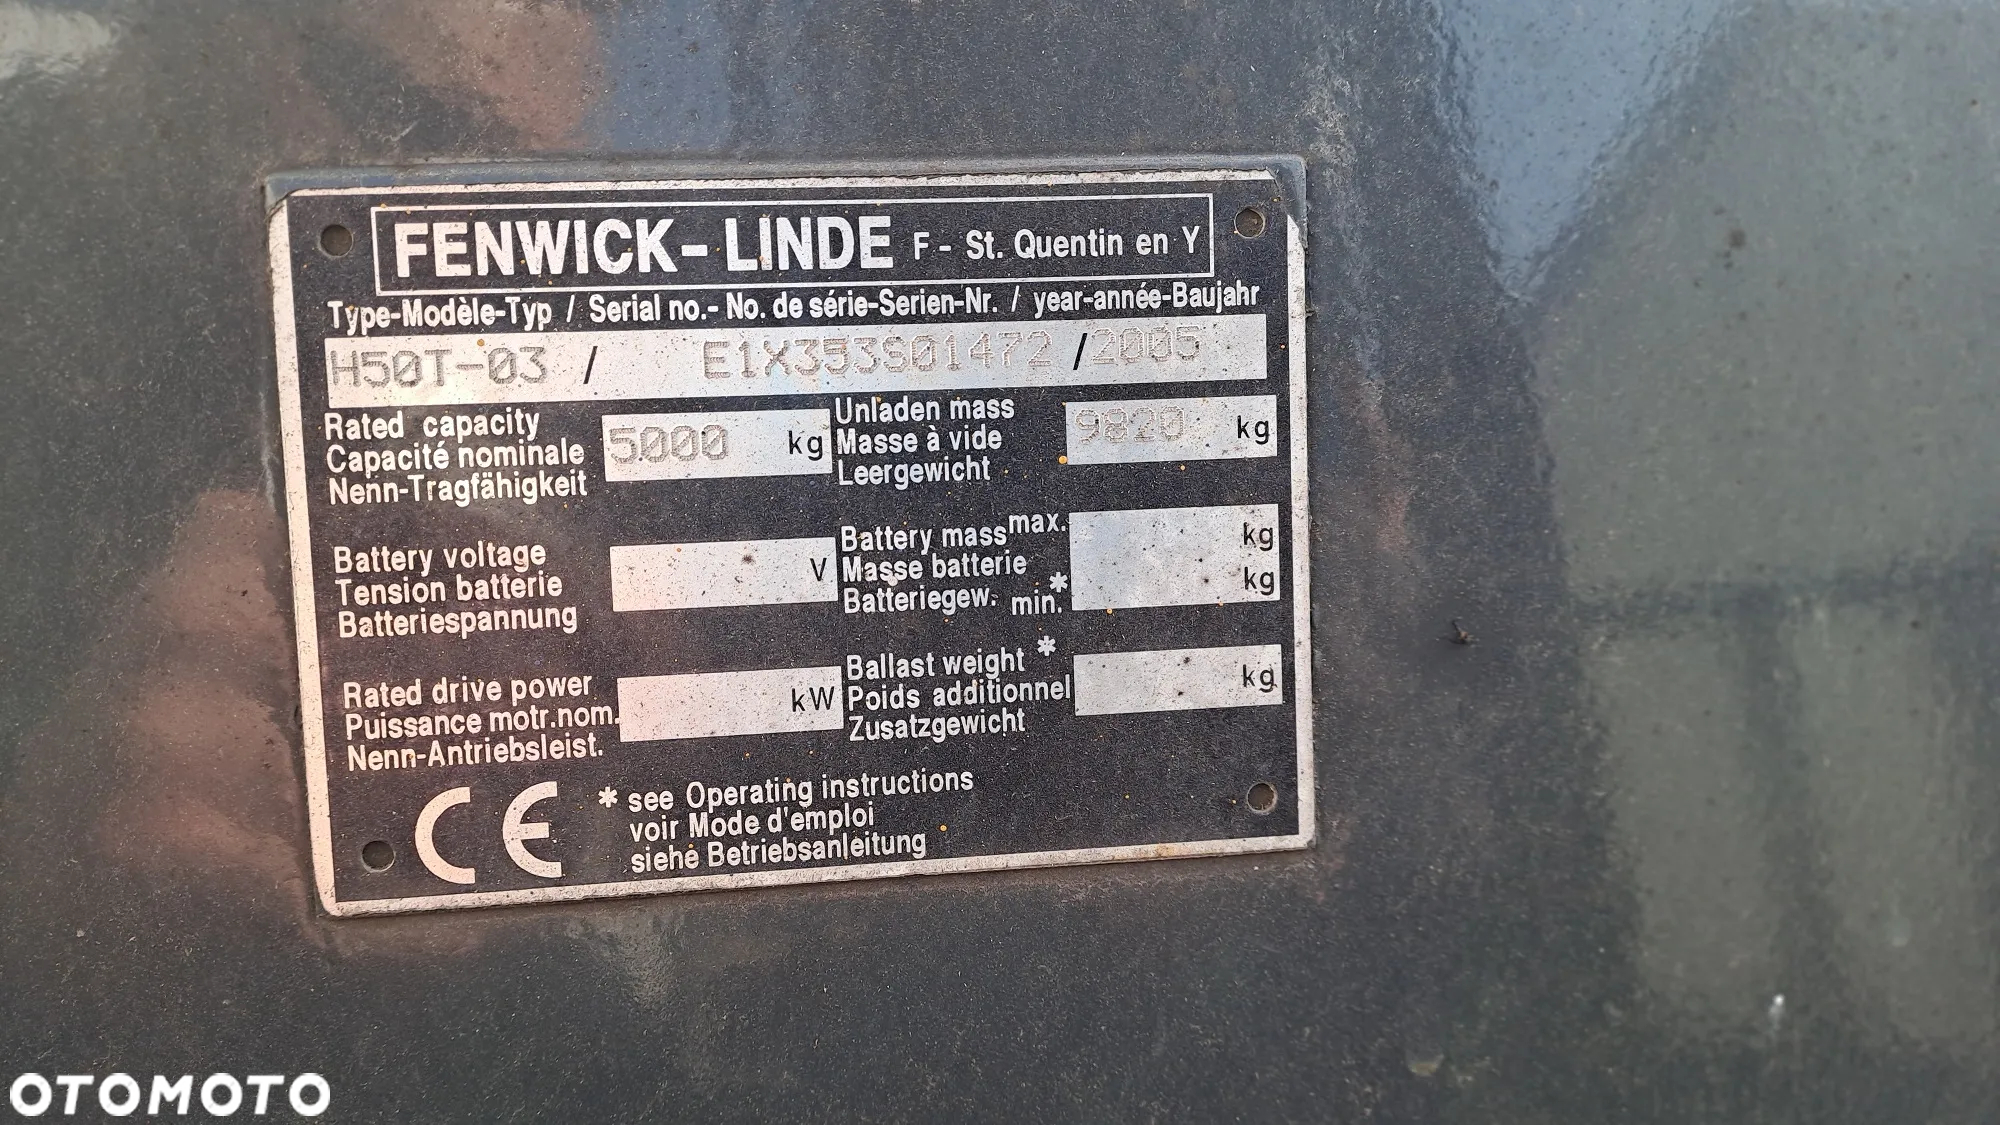 FENWICK-LINDE F - St. Quentin en Y
Type-Modèle-Typ / Serial no.- No. de série-Serien-Nr. / year-année-Baujahr
H50T-03 / E1X353S01472 /2005
Rated capacity
Capacité nominale
Nenn-Tragfähigkeit
5000 kg
Unladen mass
Masse à vide
Leergewicht
9820 kg
Battery voltage
Tension batterie
Batteriespannung
V
Battery mass max.
Masse batterie
Batteriegew. min.*
kg
kg
Rated drive power
Puissance motr.nom.
Nenn-Antriebsleist.
kW
Ballast weight *
Poids additionnel
Zusatzgewicht
kg
CE
* see Operating instructions
voir Mode d'emploi
siehe Betriebsanleitung
OTOMOTO